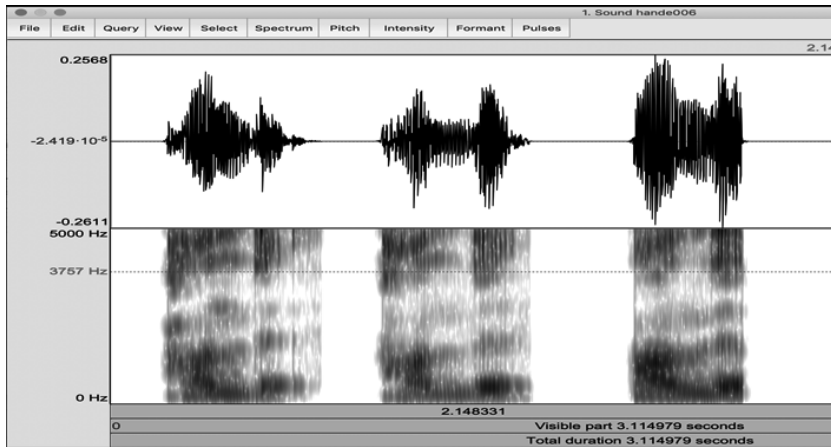 1. Sound hande006
File Edit Query View Select Spectrum Pitch Intensity Formant Pulses
2.14
0.2568
-2.419·10⁻⁵
-0.2611
5000 Hz
3757 Hz
0 Hz
2.148331
0 Visible part 3.114979 seconds
Total duration 3.114979 seconds